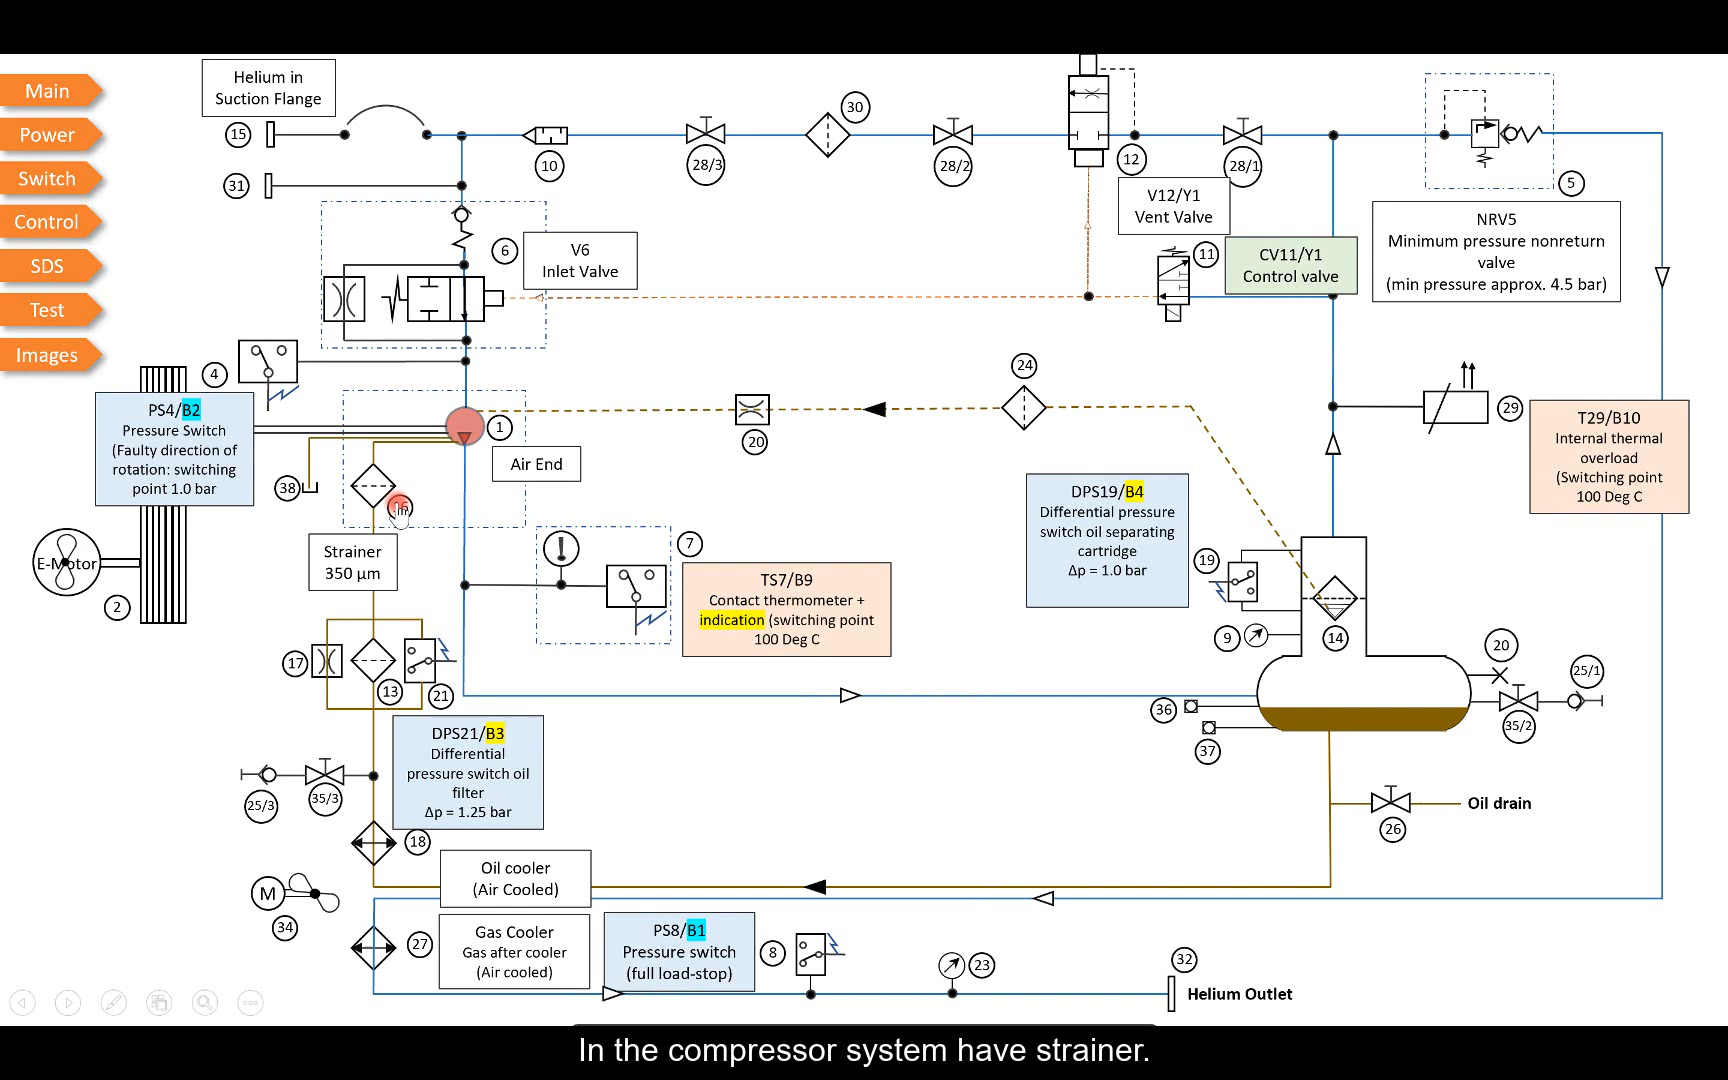 Main
Power
Switch
Control
SDS
Test
Images
Helium in
Suction Flange
15
31
10
28/3
30
28/2
12
28/1
5
V12/Y1
Vent Valve
NRV5
Minimum pressure nonreturn
valve
(min pressure approx. 4.5 bar)
6
V6
Inlet Valve
11
CV11/Y1
Control valve
4
PS4/B2
Pressure Switch
(Faulty direction of
rotation: switching
point 1.0 bar
1
Air End
20
24
29
T29/B10
Internal thermal
overload
(Switching point
100 Deg C
38
Strainer
350 µm
E-Motor
2
7
TS7/B9
Contact thermometer +
indication (switching point
100 Deg C
DPS19/B4
Differential pressure
switch oil separating
cartridge
Δp = 1.0 bar
19
9
14
20
25/1
35/2
36
37
17
13
21
DPS21/B3
Differential
pressure switch oil
filter
Δp = 1.25 bar
25/3
35/3
18
26
Oil drain
Oil cooler
(Air Cooled)
M
34
27
Gas Cooler
Gas after cooler
(Air cooled)
PS8/B1
Pressure switch
(full load-stop)
8
23
32
Helium Outlet
In the compressor system have strainer.